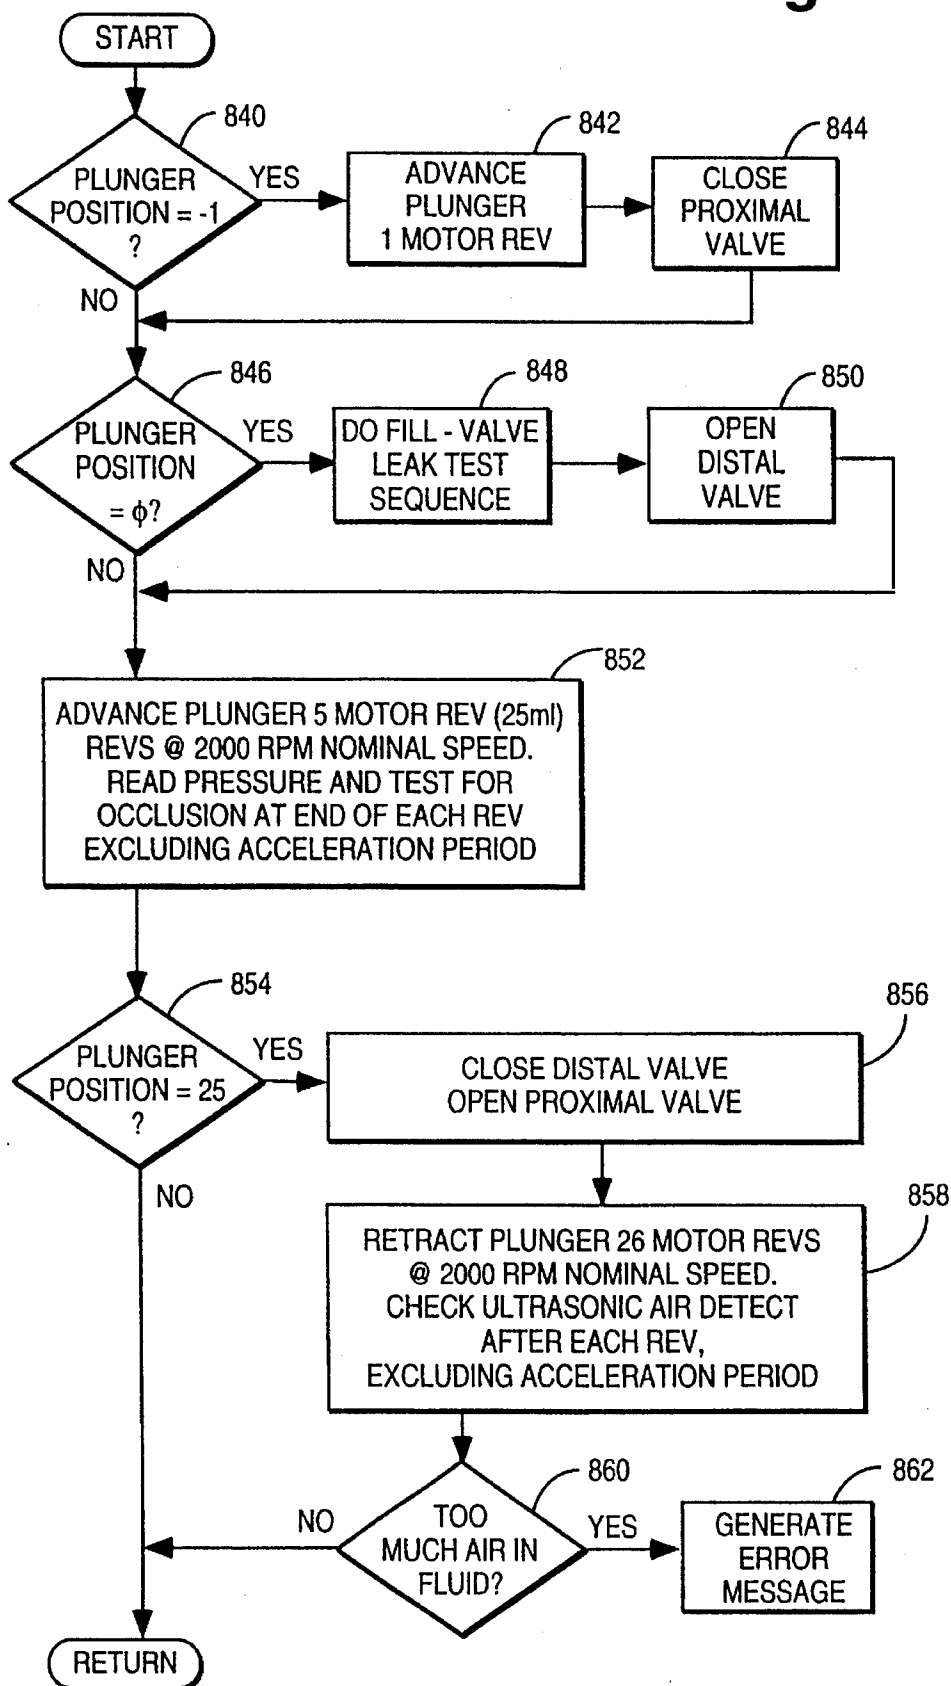 g
START
840
PLUNGER
POSITION = -1
?
YES
NO
842
ADVANCE
PLUNGER
1 MOTOR REV
844
CLOSE
PROXIMAL
VALVE
846
PLUNGER
POSITION
= ϕ?
YES
NO
848
DO FILL - VALVE
LEAK TEST
SEQUENCE
850
OPEN
DISTAL
VALVE
852
ADVANCE PLUNGER 5 MOTOR REV (25ml)
REVS @ 2000 RPM NOMINAL SPEED.
READ PRESSURE AND TEST FOR
OCCLUSION AT END OF EACH REV
EXCLUDING ACCELERATION PERIOD
854
PLUNGER
POSITION = 25
?
YES
NO
856
CLOSE DISTAL VALVE
OPEN PROXIMAL VALVE
858
RETRACT PLUNGER 26 MOTOR REVS
@ 2000 RPM NOMINAL SPEED.
CHECK ULTRASONIC AIR DETECT
AFTER EACH REV,
EXCLUDING ACCELERATION PERIOD
860
TOO
MUCH AIR IN
FLUID?
NO
YES
862
GENERATE
ERROR
MESSAGE
RETURN